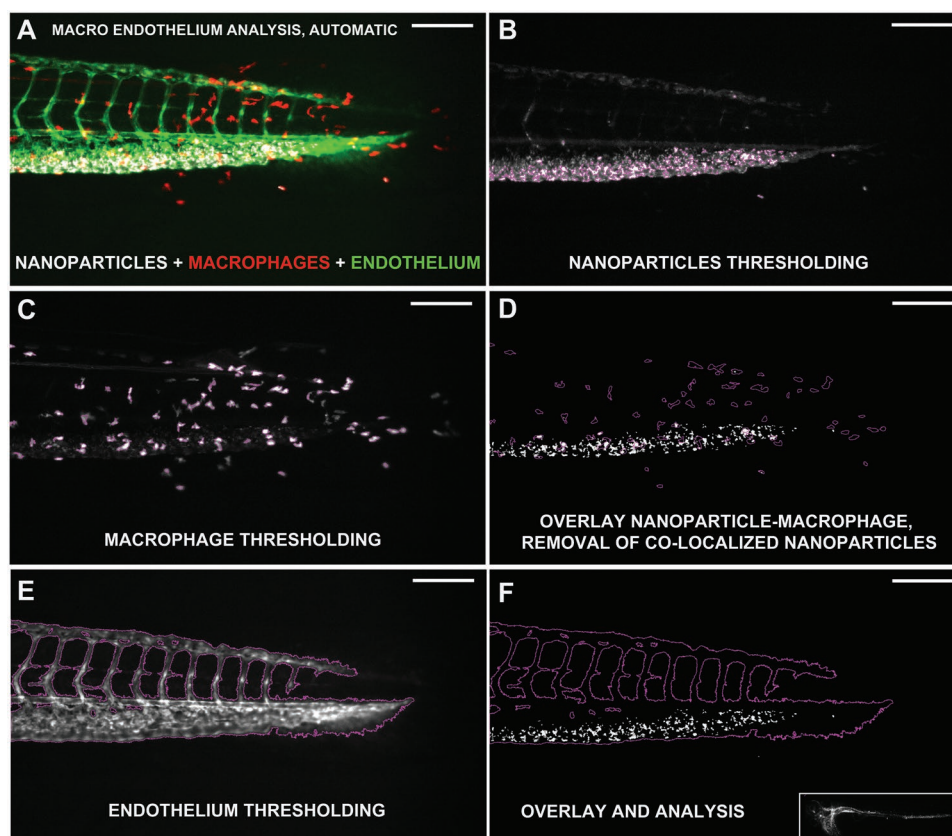 A
MACRO ENDOTHELIUM ANALYSIS, AUTOMATIC
NANOPARTICLES + MACROPHAGES + ENDOTHELIUM
B
NANOPARTICLES THRESHOLDING
C
MACROPHAGE THRESHOLDING
D
OVERLAY NANOPARTICLE-MACROPHAGE,
REMOVAL OF CO-LOCALIZED NANOPARTICLES
E
ENDOTHELIUM THRESHOLDING
F
OVERLAY AND ANALYSIS